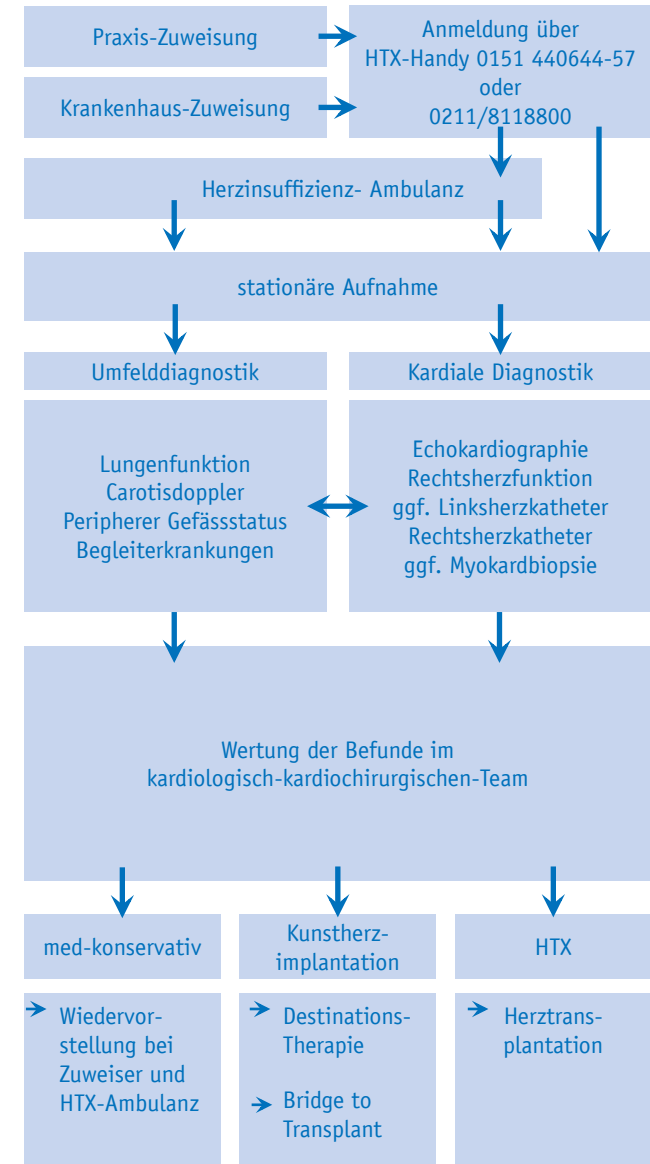 Praxis-Zuweisung
Krankenhaus-Zuweisung
Anmeldung über
HTX-Handy 0151 440644-57
oder
0211/8118800
Herzinsuffizienz- Ambulanz
stationäre Aufnahme
Umfelddiagnostik
Kardiale Diagnostik
Lungenfunktion
Carotisdoppler
Peripherer Gefässstatus
Begleiterkrankungen
Echokardiographie
Rechtsherzfunktion
ggf. Linksherzkatheter
Rechtsherzkatheter
ggf. Myokardbiopsie
Wertung der Befunde im
kardiologisch-kardiochirurgischen-Team
med-konservativ
Kunstherz-
implantation
HTX
Wiedervor-
stellung bei
Zuweiser und
HTX-Ambulanz
Destinations-
Therapie
Bridge to
Transplant
Herztrans-
plantation